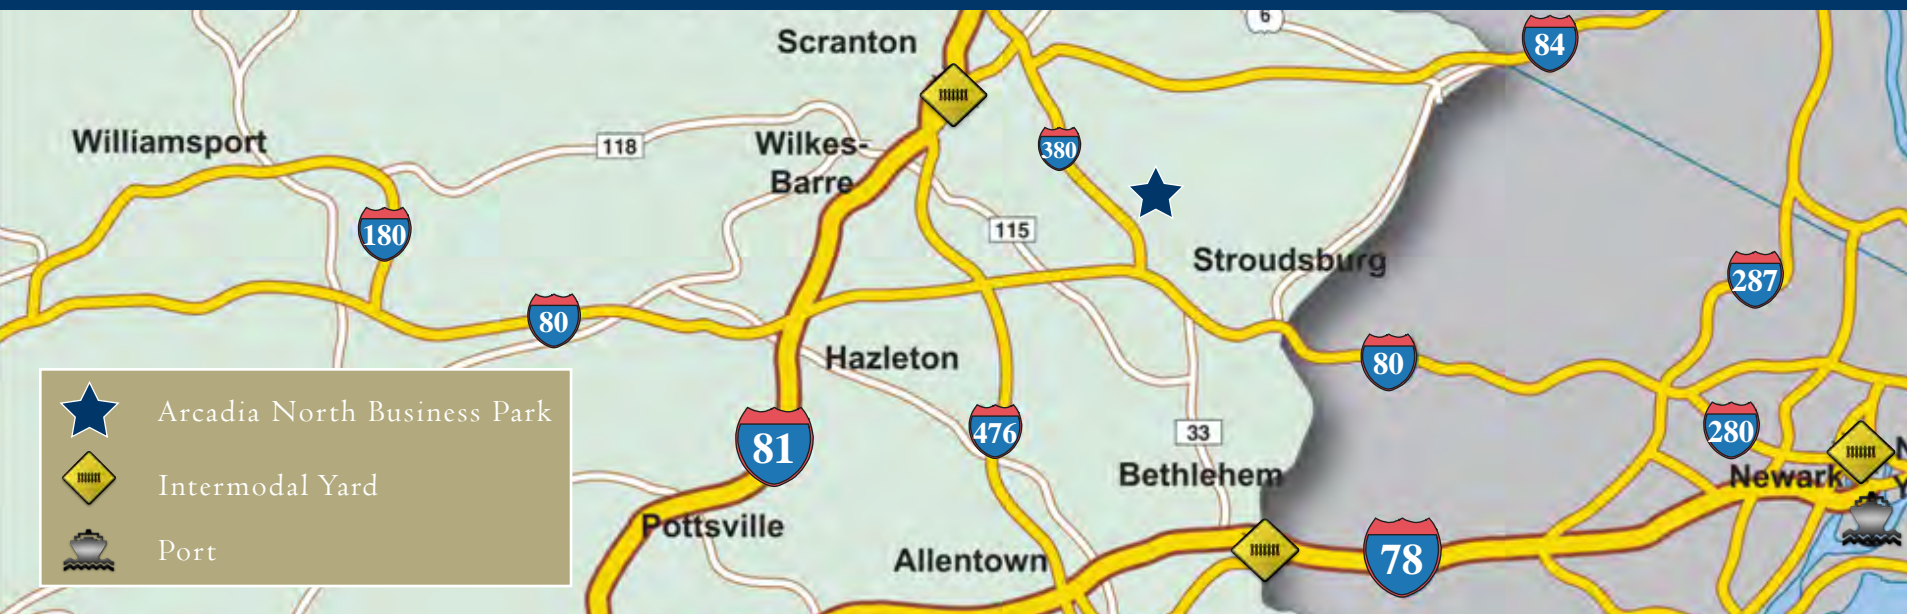 6
84
Scranton
Williamsport
118
Wilkes-
Barre
380
115
180
Stroudsburg
287
80
80
Hazleton
Arcadia North Business Park
81
476
33
280
Bethlehem
Newark
N
Y
Intermodal Yard
Pottsville
Port
Allentown
78